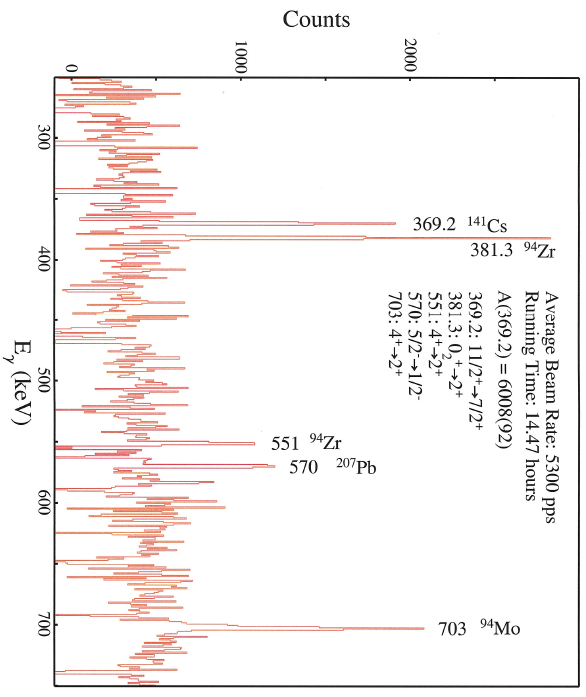 Counts
0
1000
2000
300
400
500
600
700
E_γ (keV)
369.2 ¹⁴¹Cs
381.3 ⁹⁴Zr
551 ⁹⁴Zr
570 ²⁰⁷Pb
703 ⁹⁴Mo
Average Beam Rate: 5300 pps
Running Time: 14.47 hours
A(369.2) = 6008(92)
369.2: 11/2⁺→7/2⁺
381.3: 0₂⁺→2⁺
551: 4⁺→2⁺
570: 5/2⁻→1/2⁻
703: 4⁺→2⁺